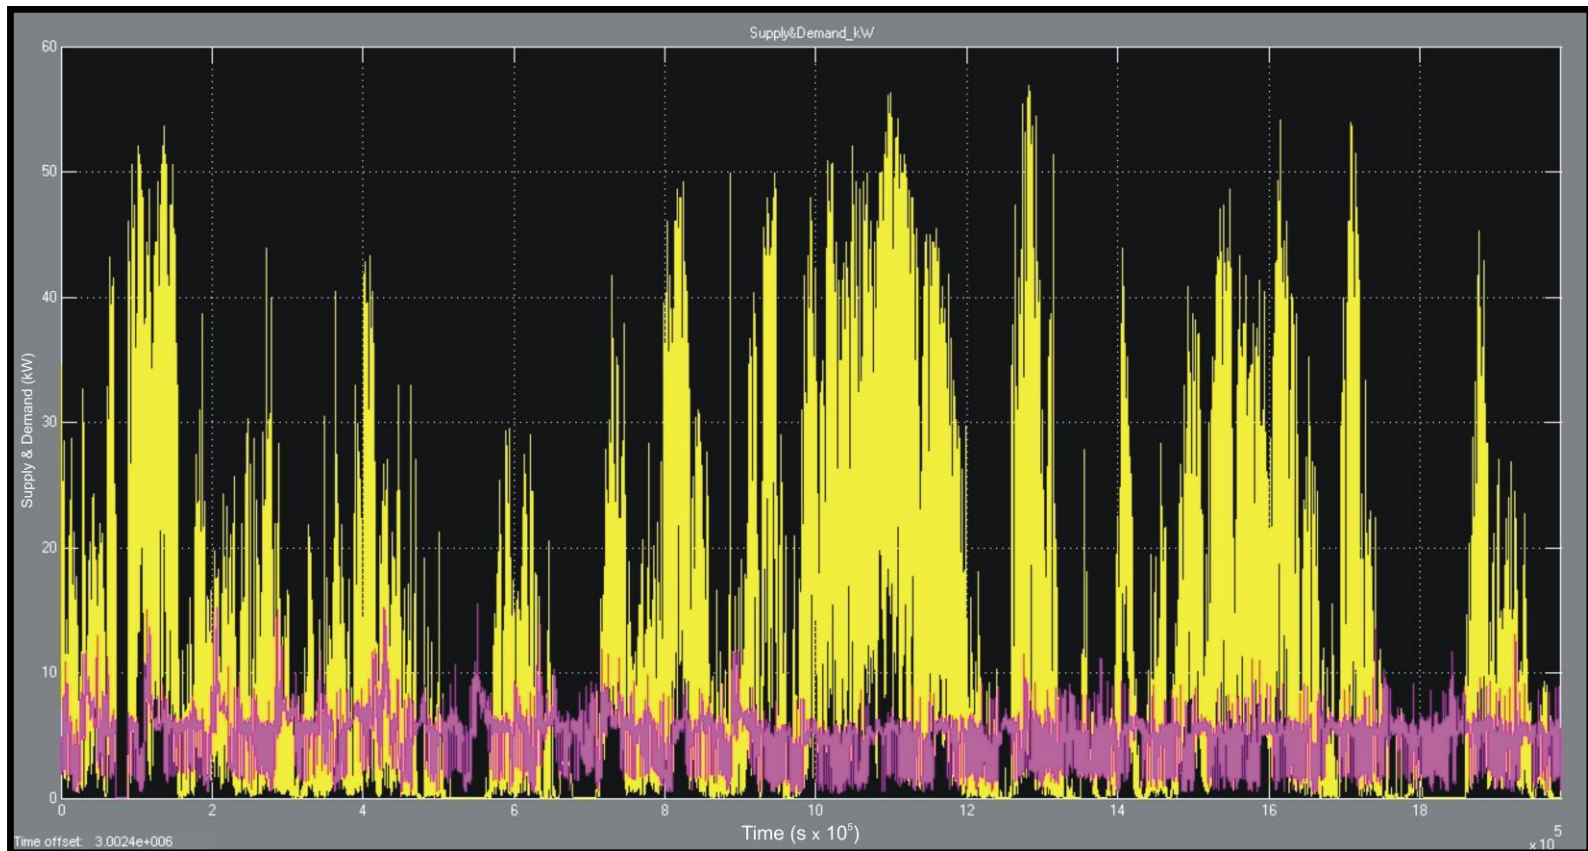 Supply&Demand_kW
60
50
40
30
20
10
0
Supply & Demand (kW)
0 2 4 6 8 10 12 14 16 18
Time (s x 10⁵)
x 10⁵
Time offset: 3.0024e+006